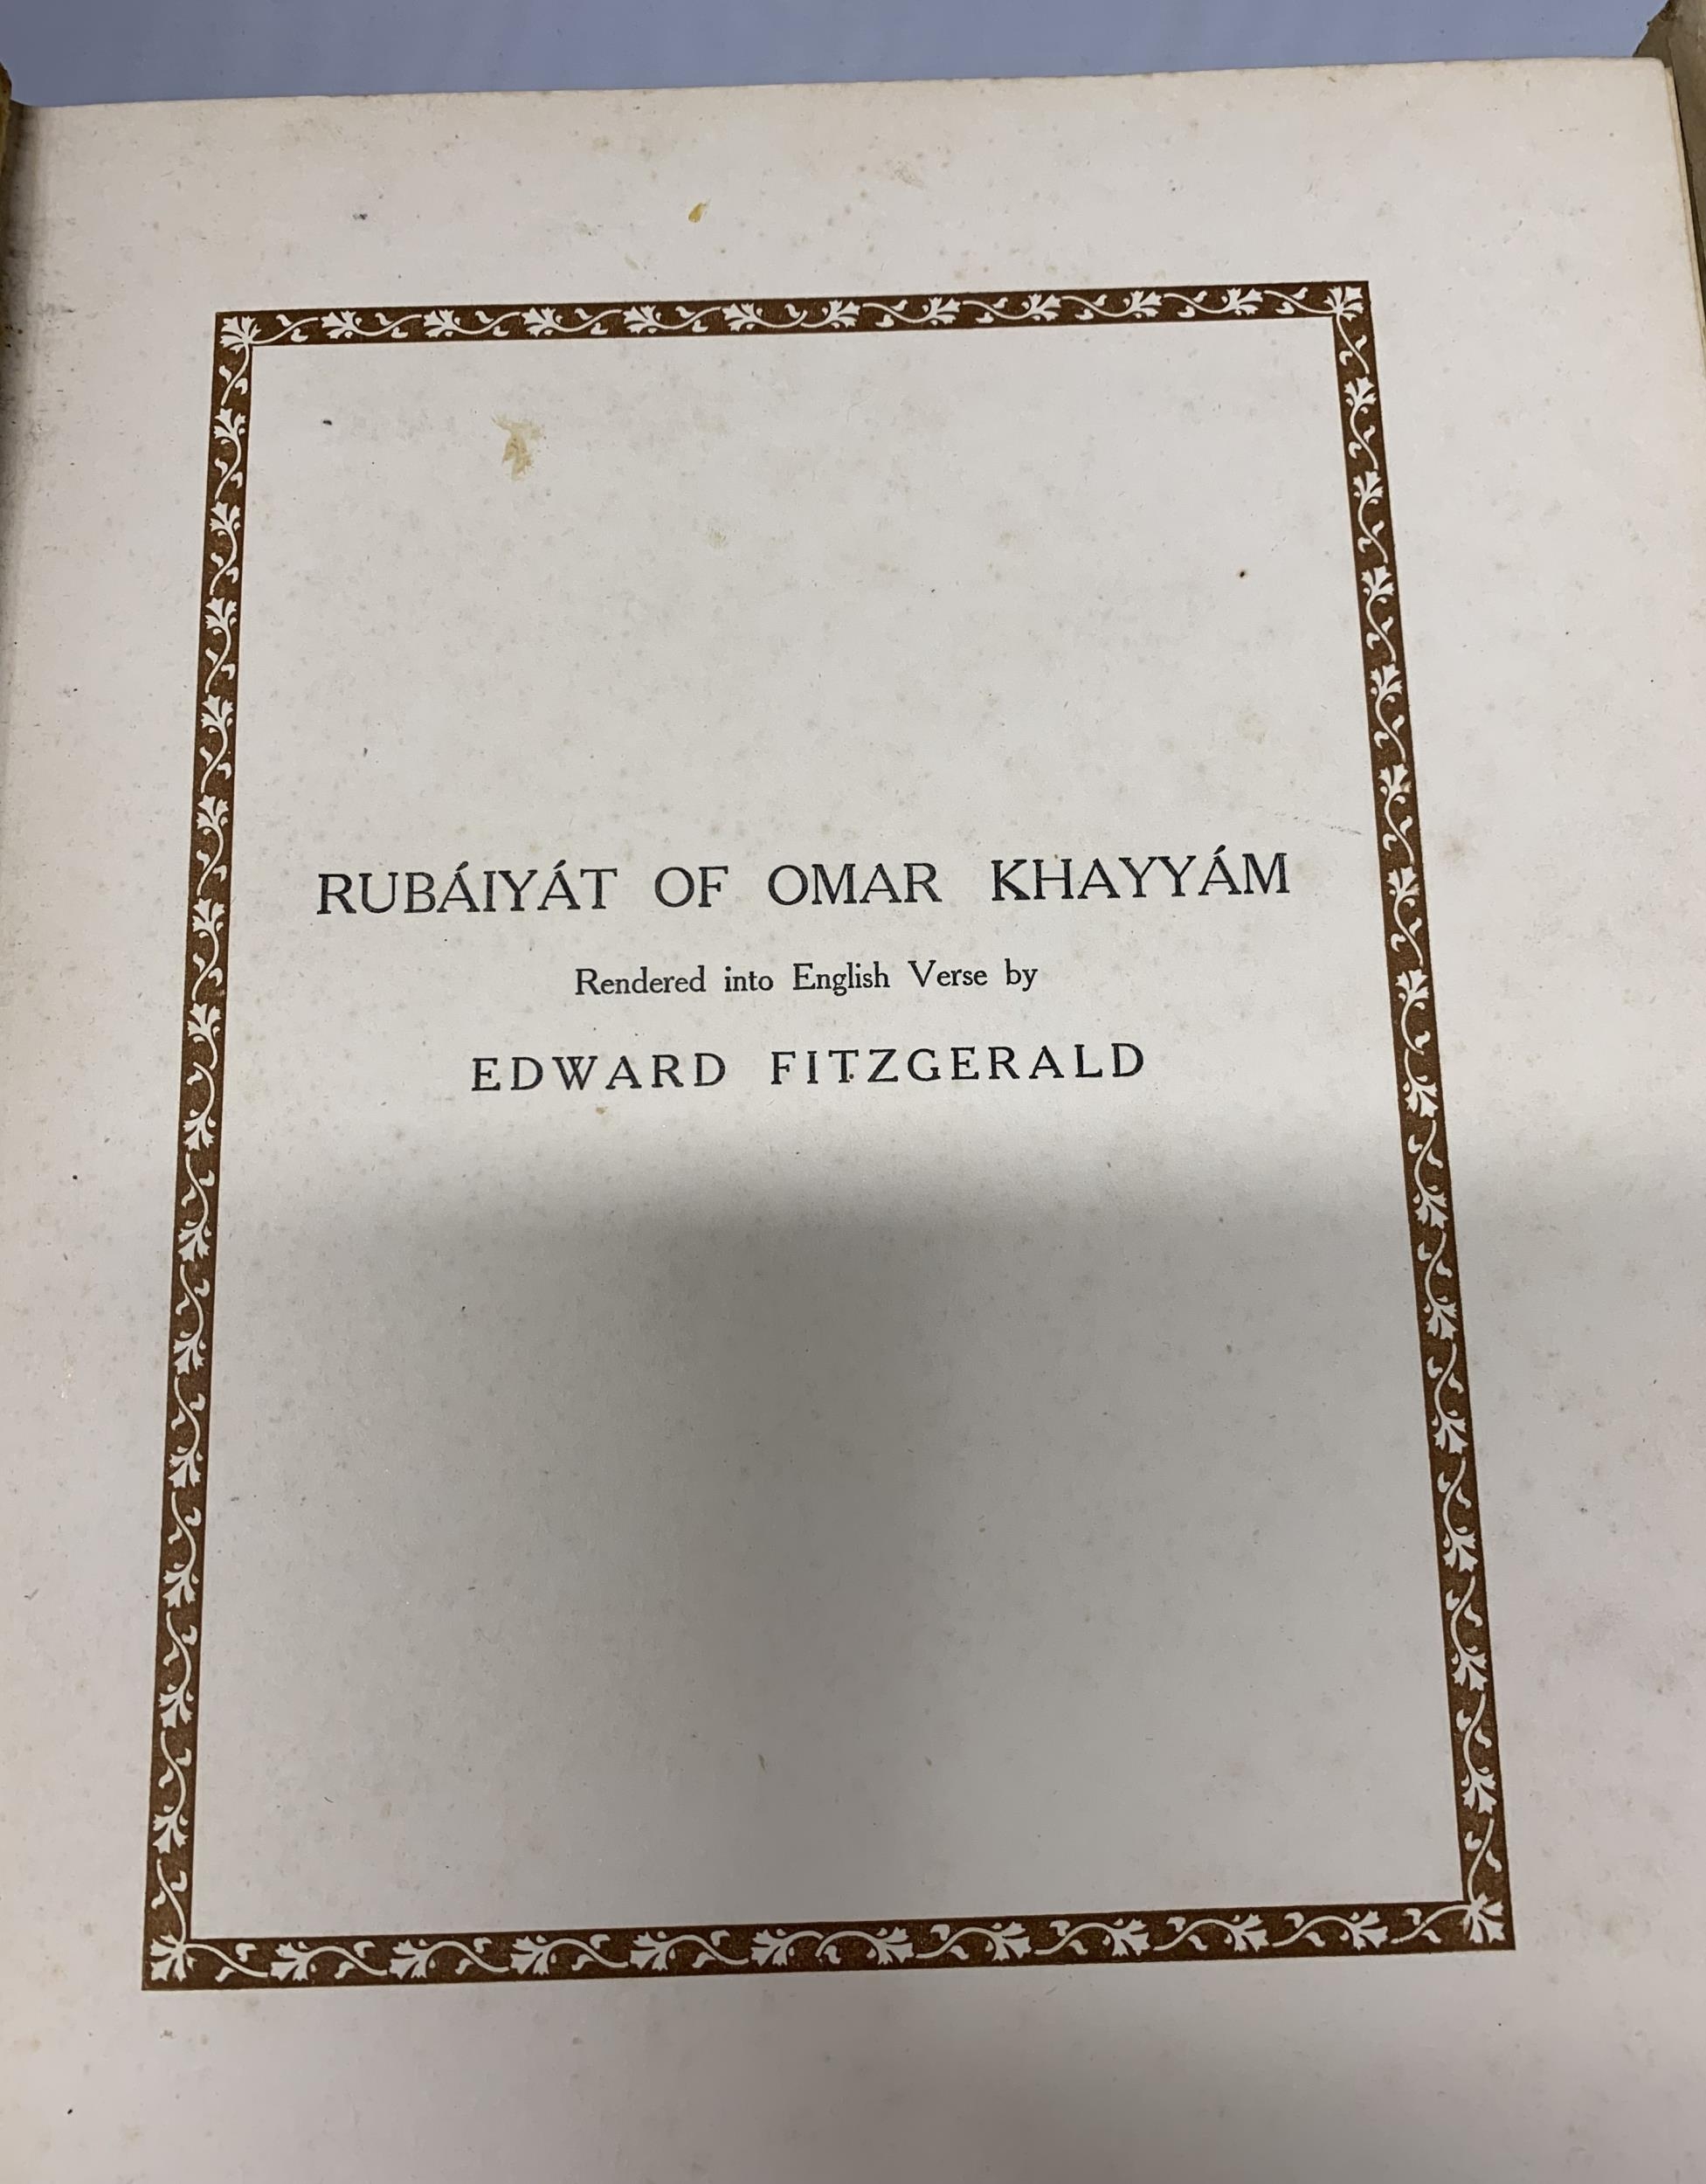 RUBÁIYÁT OF OMAR KHAYYÁM
Rendered into English Verse by
EDWARD FITZGERALD